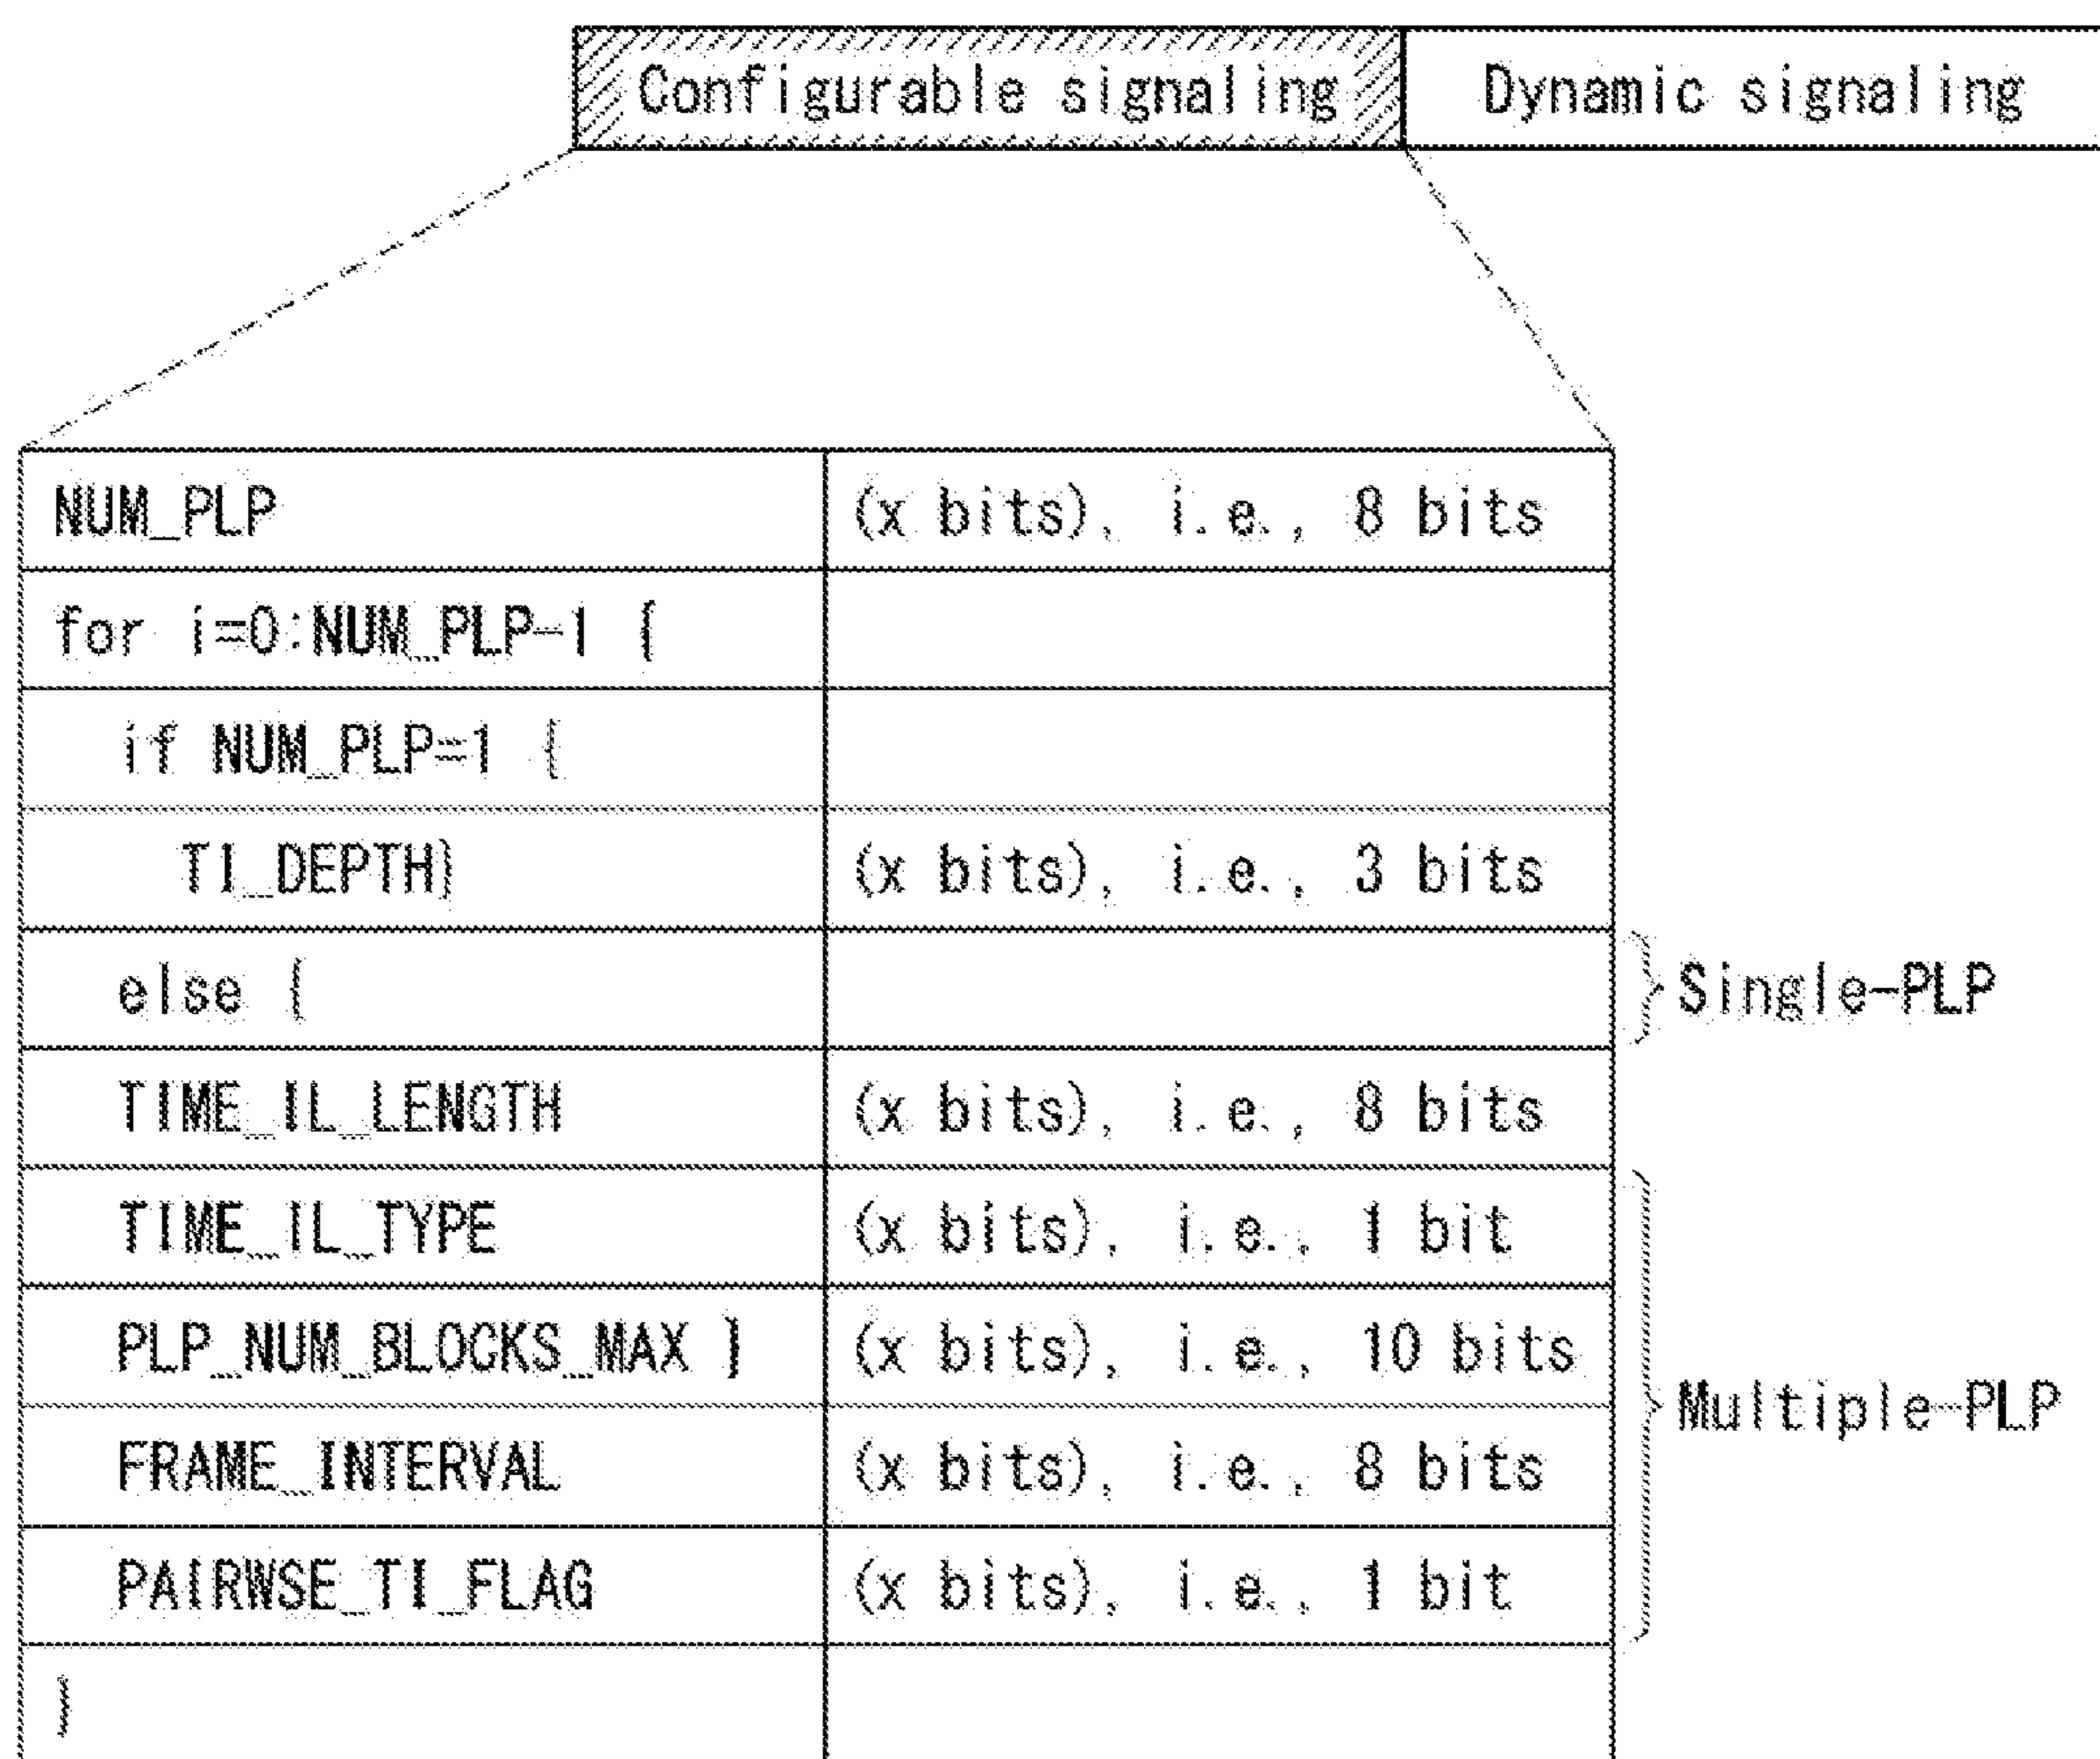 Configurable signaling Dynamic signaling
NUM_PLP (x bits), i.e., 8 bits
for i=0:NUM_PLP-1 {
if NUM_PLP=1 {
TI_DEPTH} (x bits), i.e., 3 bits
else {
Single-PLP
TIME_IL_LENGTH (x bits), i.e., 8 bits
TIME_IL_TYPE (x bits), i.e., 1 bit
PLP_NUM_BLOCKS_MAX } (x bits), i.e., 10 bits
Multiple-PLP
FRAME_INTERVAL (x bits), i.e., 8 bits
PAIRWSE_TI_FLAG (x bits), i.e., 1 bit
}